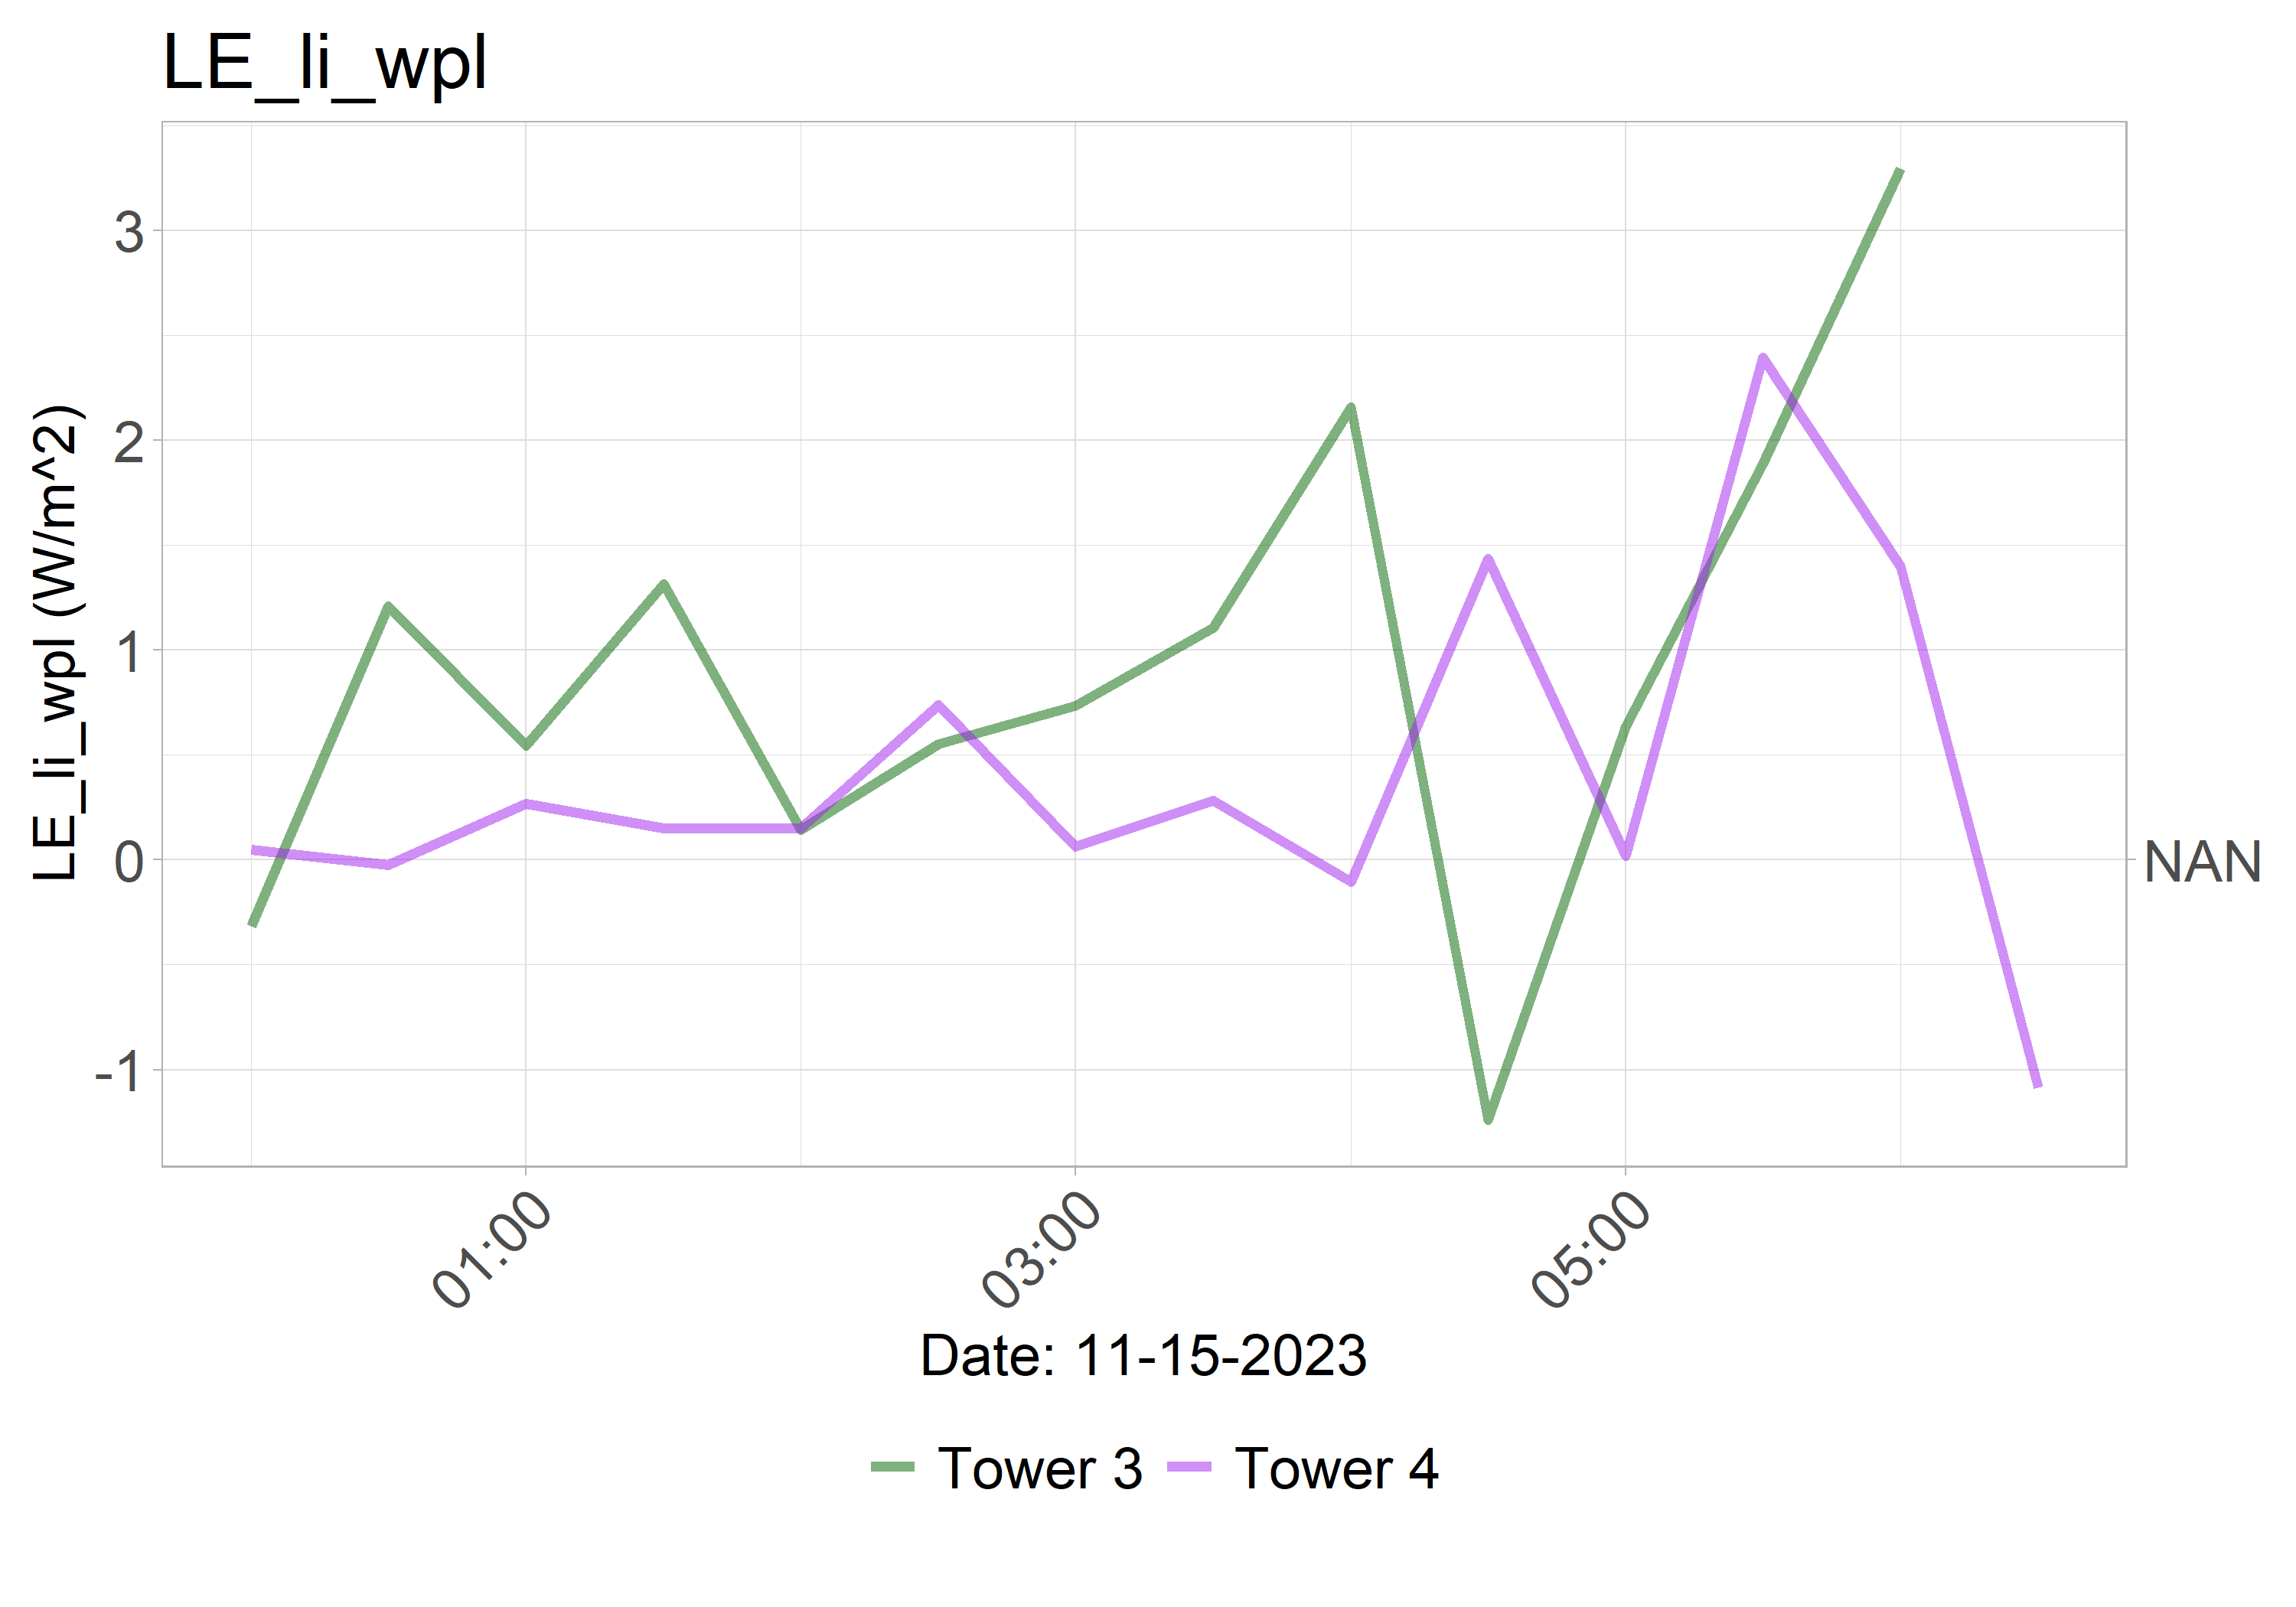 LE_li_wpl
LE_li_wpl (W/m^2)
3
2
1
0
-1
NAN
01:00
03:00
05:00
Date: 11-15-2023
Tower 3
Tower 4